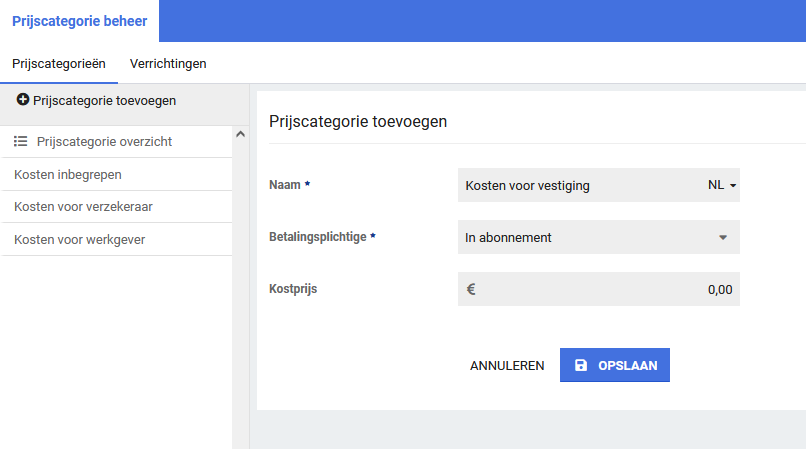 Prijscategorie beheer
Prijscategorieën Verrichtingen
Prijscategorie toevoegen
Prijscategorie overzicht
Kosten inbegrepen
Kosten voor verzekeraar
Kosten voor werkgever
Prijscategorie toevoegen
Naam * Kosten voor vestiging NL
Betalingsplichtige * In abonnement
Kostprijs € 0,00
ANNULEREN OPSLAAN